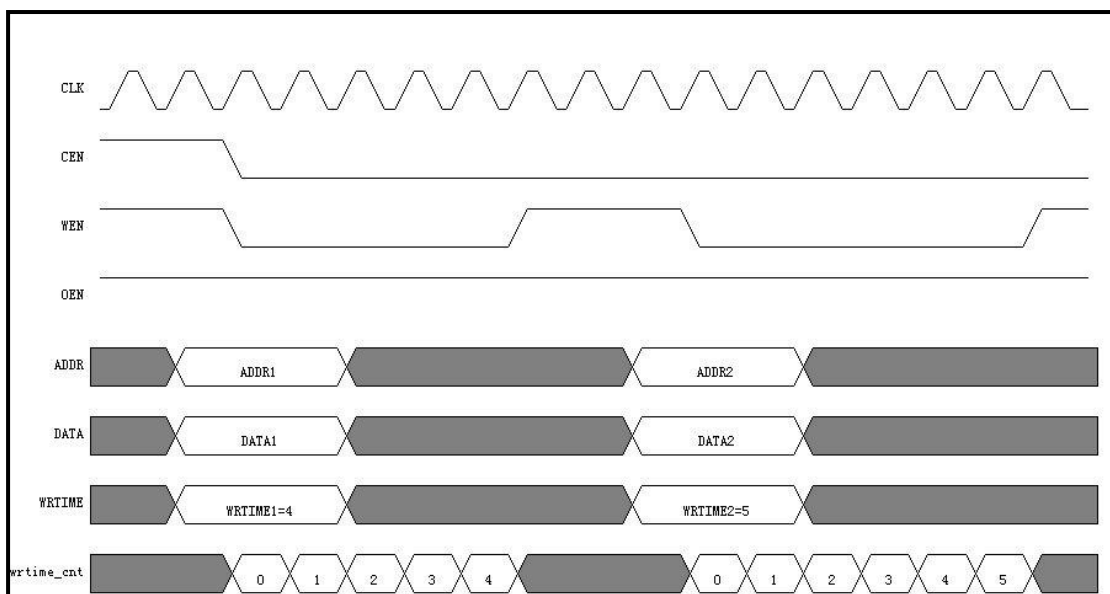 CLK
CEN
WEN
OEN
ADDR ADDR1 ADDR2
DATA DATA1 DATA2
WRTIME WRTIME1=4 WRTIME2=5
wrtime_cnt 0 1 2 3 4 0 1 2 3 4 5